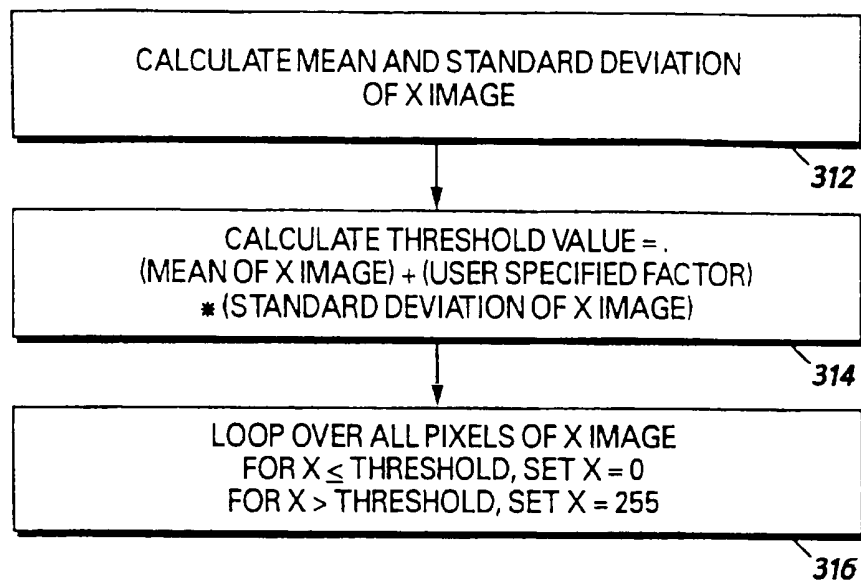 CALCULATE MEAN AND STANDARD DEVIATION
OF X IMAGE
312
CALCULATE THRESHOLD VALUE = .
(MEAN OF X IMAGE) + (USER SPECIFIED FACTOR)
* (STANDARD DEVIATION OF X IMAGE)
314
LOOP OVER ALL PIXELS OF X IMAGE
FOR X ≤ THRESHOLD, SET X = 0
FOR X > THRESHOLD, SET X = 255
316